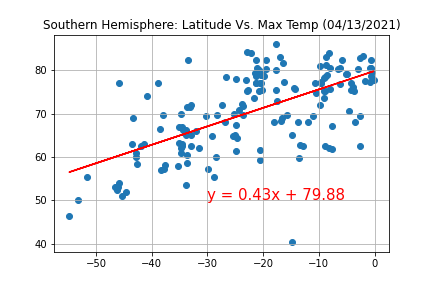 Southern Hemisphere: Latitude Vs. Max Temp (04/13/2021)
80
70
60
50
40
y = 0.43x + 79.88
−50 −40 −30 −20 −10 0